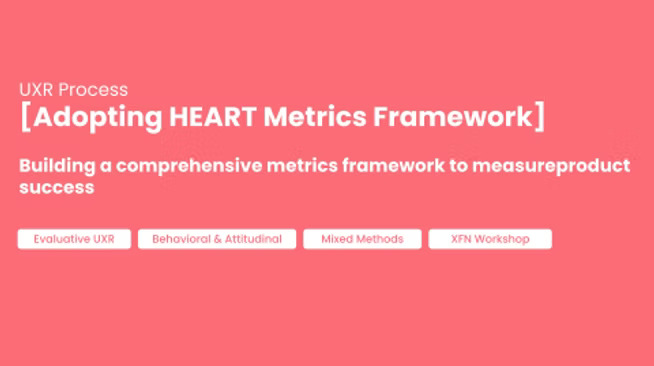 UXR Process
[Adopting HEART Metrics Framework]
Building a comprehensive metrics framework to measureproduct
success
Evaluative UXR
Behavioral & Attitudinal
Mixed Methods
XFN Workshop